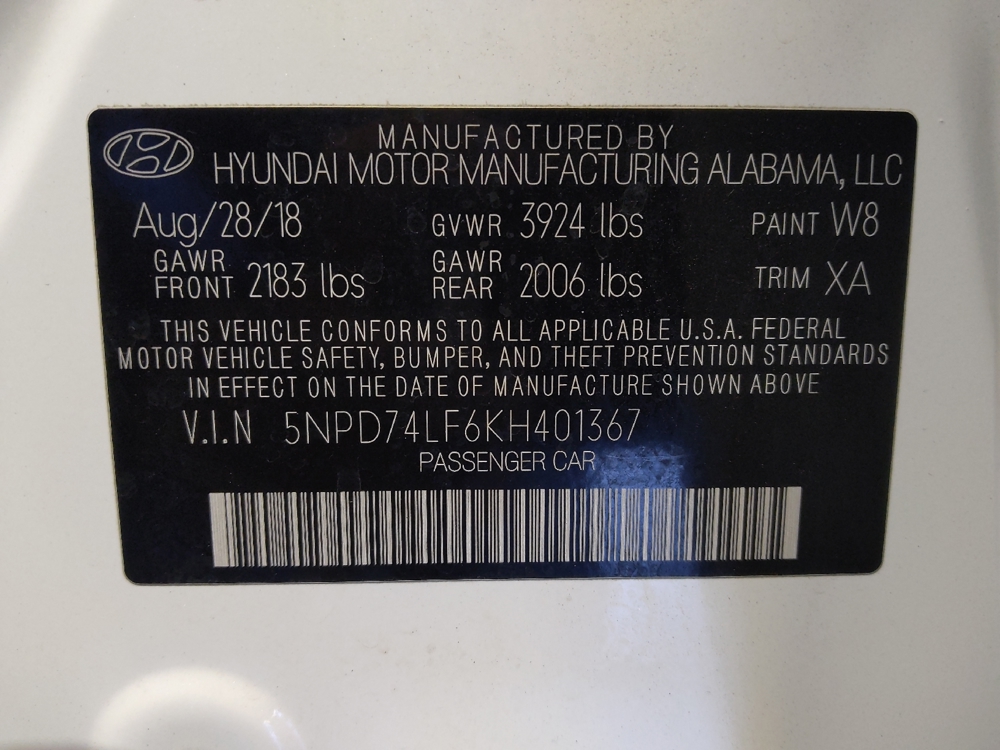 MANUFACTURED BY
HYUNDAI MOTOR MANUFACTURING ALABAMA, LLC
Aug/28/18 GVWR 3924 lbs PAINT W8
GAWR FRONT 2183 lbs GAWR REAR 2006 lbs TRIM XA
THIS VEHICLE CONFORMS TO ALL APPLICABLE U.S.A. FEDERAL
MOTOR VEHICLE SAFETY, BUMPER, AND THEFT PREVENTION STANDARDS
IN EFFECT ON THE DATE OF MANUFACTURE SHOWN ABOVE
V.I.N 5NPD74LF6KH401367
PASSENGER CAR